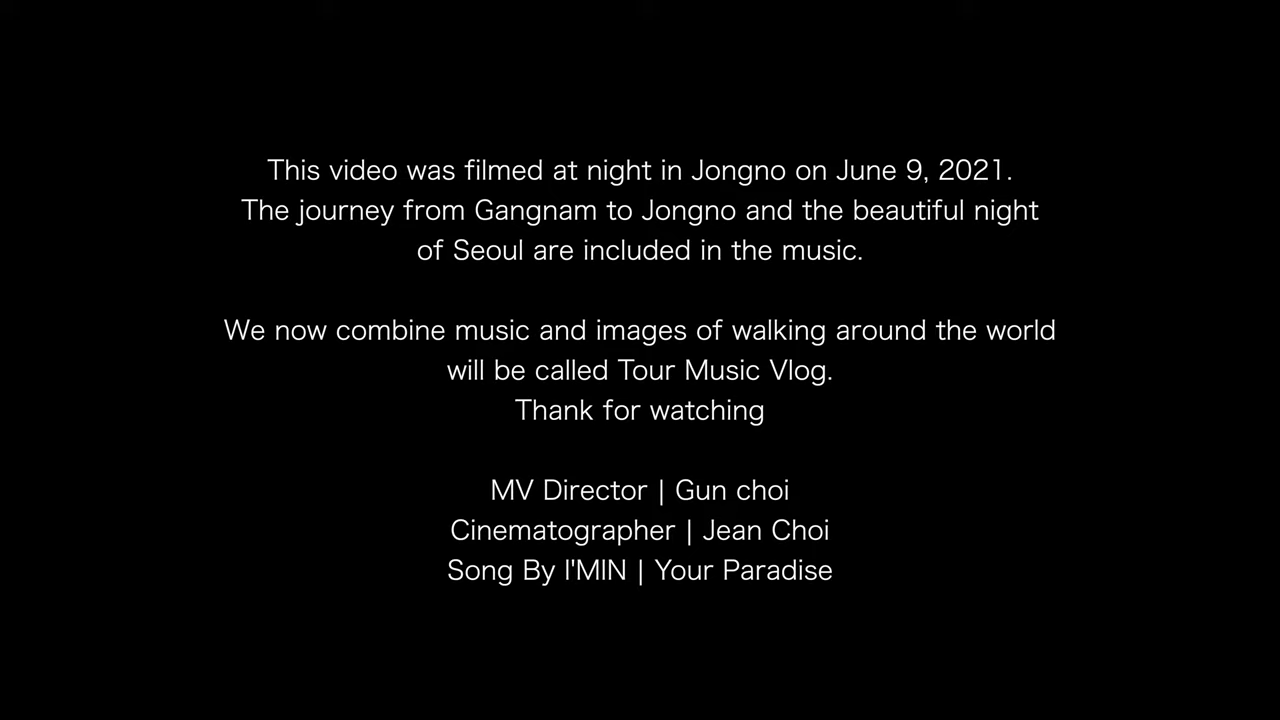 This video was filmed at night in Jongno on June 9, 2021.
The journey from Gangnam to Jongno and the beautiful night
of Seoul are included in the music.
We now combine music and images of walking around the world
will be called Tour Music Vlog.
Thank for watching
MV Director | Gun choi
Cinematographer | Jean Choi
Song By I'MIN | Your Paradise